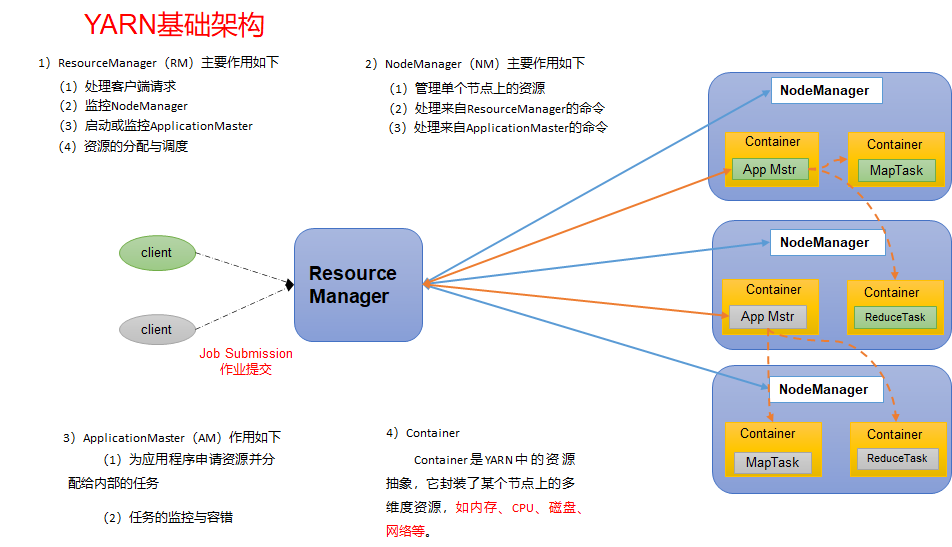 YARN基础架构
1）ResourceManager（RM）主要作用如下
（1）处理客户端请求
（2）监控NodeManager
（3）启动或监控ApplicationMaster
（4）资源的分配与调度
2）NodeManager（NM）主要作用如下
（1）管理单个节点上的资源
（2）处理来自ResourceManager的命令
（3）处理来自ApplicationMaster的命令
client
client
Job Submission
作业提交
Resource
Manager
NodeManager
Container
App Mstr
Container
MapTask
NodeManager
Container
App Mstr
Container
ReduceTask
NodeManager
Container
MapTask
Container
ReduceTask
3）ApplicationMaster（AM）作用如下
（1）为应用程序申请资源并分
配给内部的任务
（2）任务的监控与容错
4）Container
Container是YARN中的资源
抽象，它封装了某个节点上的多
维度资源，如内存、CPU、磁盘、
网络等。